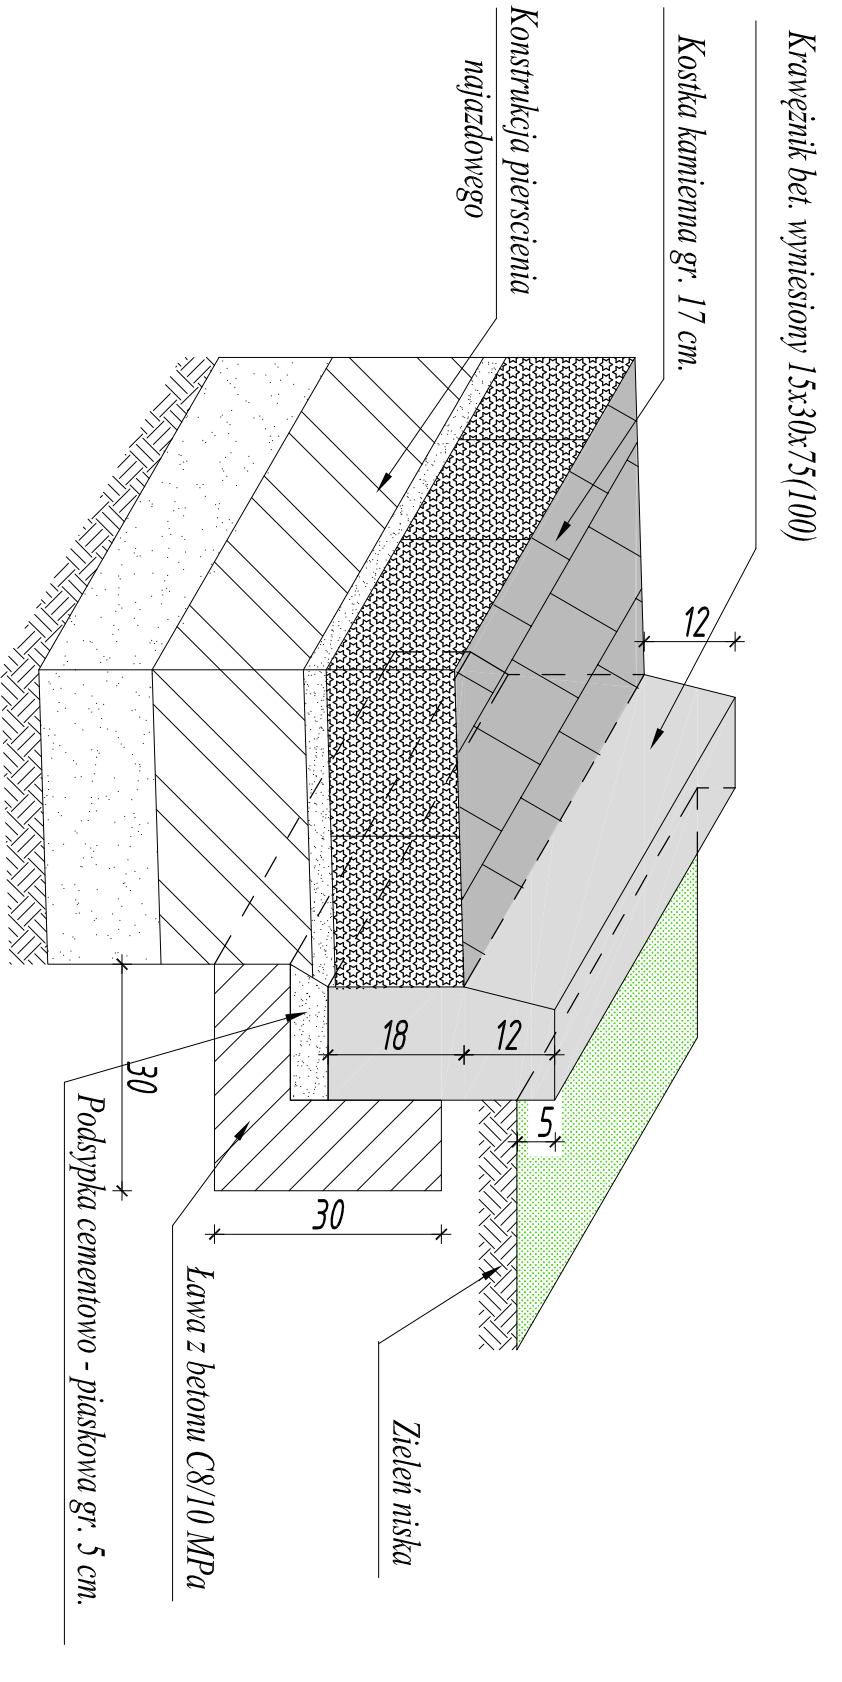 Krawężnik bet. wyniesiony 15x30x75(100)
Kostka kamienna gr. 17 cm.
Konstrukcja pierscienia
najazdowego
12
18
12
5
30
30
Zieleń niska
Ława z betonu C8/10 MPa
Podsypka cementowo - piaskowa gr. 5 cm.